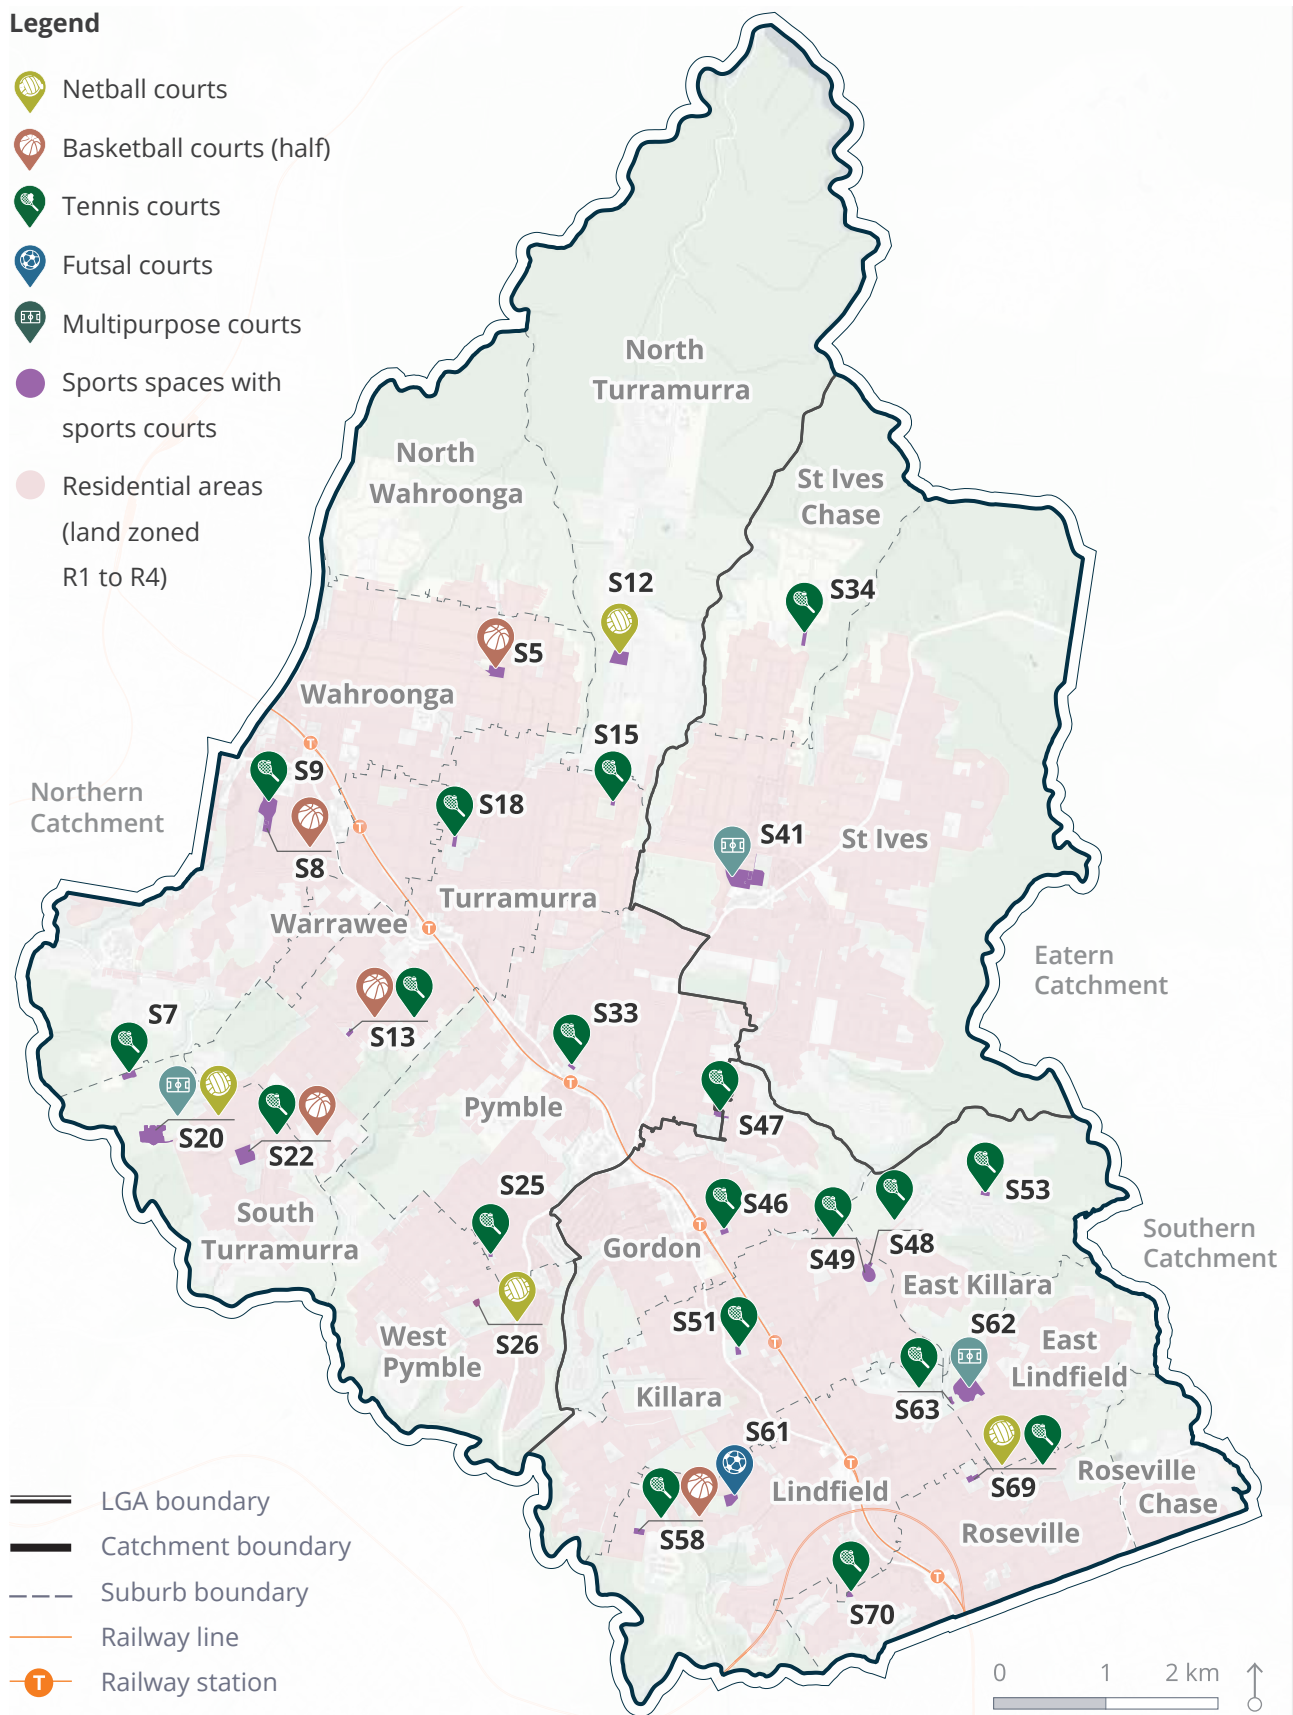 Legend
Netball courts
Basketball courts (half)
Tennis courts
Futsal courts
Multipurpose courts
Sports spaces with
sports courts
Residential areas
(land zoned
R1 to R4)
North
Turramurra
North
Wahroonga
St Ives
Chase
S12
S34
S5
Wahroonga
S15
S9
S18
Northern
Catchment
S41
St Ives
S8
Turramurra
Warrawee
Eatern
Catchment
S7
S33
S13
Pymble
S47
S20
S22
S25
S46
S53
South
Turramurra
Gordon
S49
S48
Southern
Catchment
East Killara
S26
S51
S62
West
Pymble
East
Lindfield
Killara
S63
S61
Lindfield
S69
Roseville
Chase
S58
Roseville
S70
LGA boundary
Catchment boundary
Suburb boundary
Railway line
T Railway station
0 1 2 km
T
T
T
T
T
T
T
T